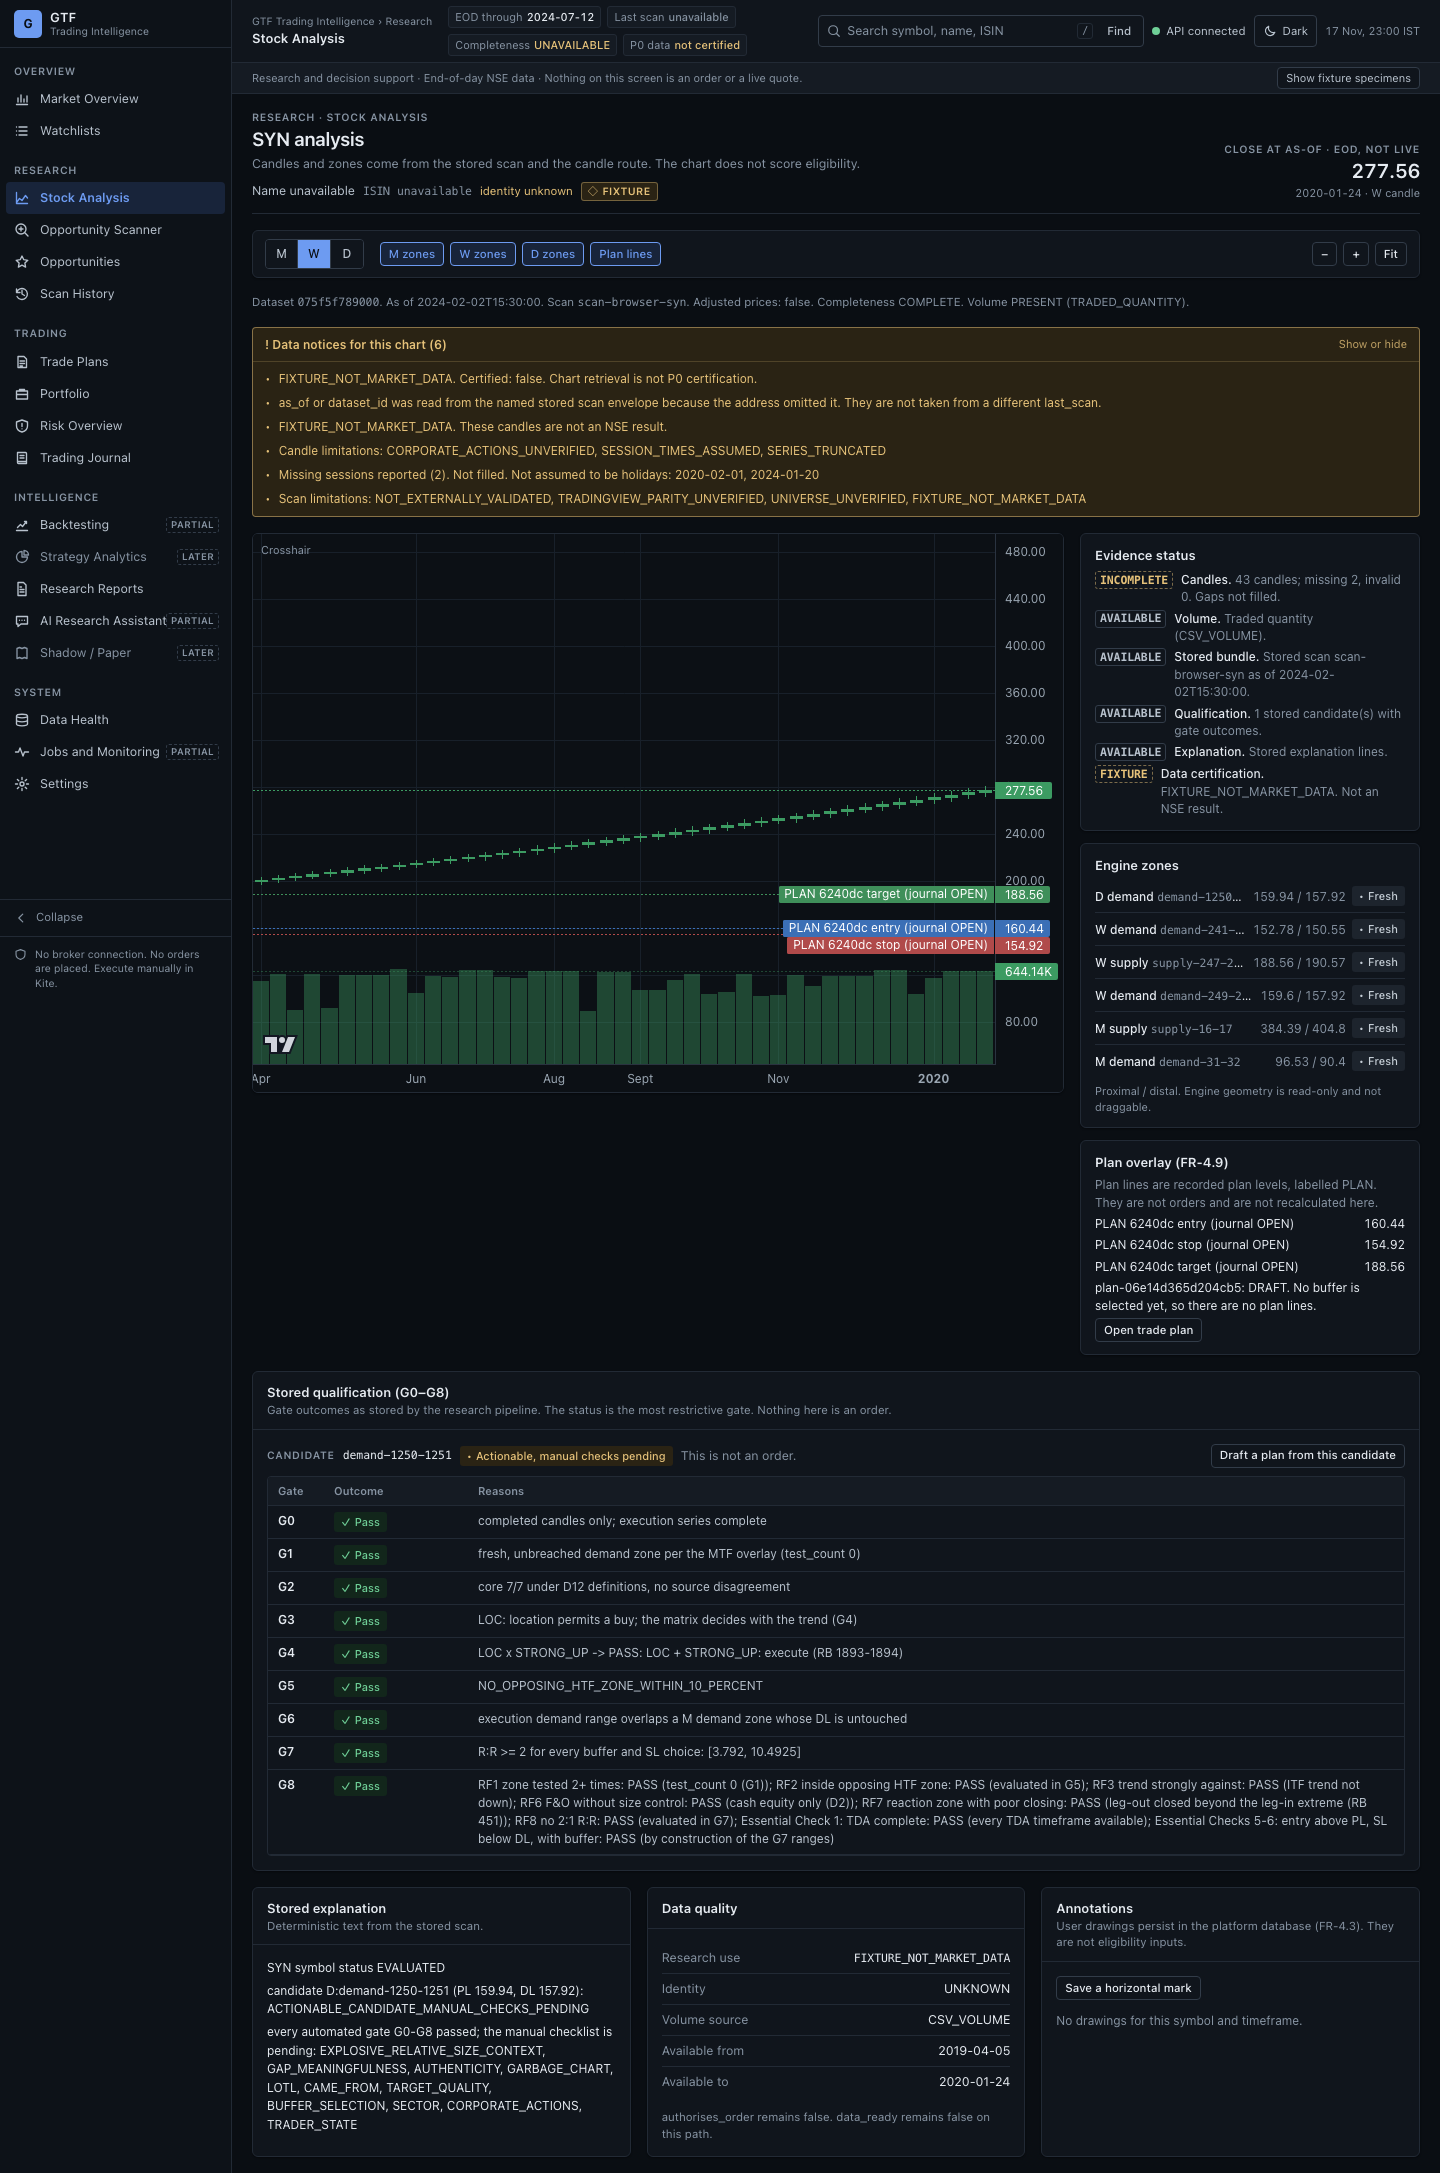 G
GTF
Trading Intelligence
OVERVIEW
Market Overview
Watchlists
RESEARCH
Stock Analysis
Opportunity Scanner
Opportunities
Scan History
TRADING
Trade Plans
Portfolio
Risk Overview
Trading Journal
INTELLIGENCE
Backtesting PARTIAL
Strategy Analytics LATER
Research Reports
AI Research Assistant PARTIAL
Shadow / Paper LATER
SYSTEM
Data Health
Jobs and Monitoring PARTIAL
Settings
Collapse
No broker connection. No orders
are placed. Execute manually in
Kite.
GTF Trading Intelligence › Research
Stock Analysis
EOD through 2024-07-12
Last scan unavailable
Completeness UNAVAILABLE
P0 data not certified
Search symbol, name, ISIN / Find
API connected
Dark
17 Nov, 23:00 IST
Research and decision support · End-of-day NSE data · Nothing on this screen is an order or a live quote.
Show fixture specimens
RESEARCH · STOCK ANALYSIS
SYN analysis
Candles and zones come from the stored scan and the candle route. The chart does not score eligibility.
Name unavailable ISIN unavailable identity unknown ◇ FIXTURE
CLOSE AT AS-OF · EOD, NOT LIVE
277.56
2020-01-24 · W candle
M W D
M zones W zones D zones Plan lines
− + Fit
Dataset 075f5f789000. As of 2024-02-02T15:30:00. Scan scan-browser-syn. Adjusted prices: false. Completeness COMPLETE. Volume PRESENT (TRADED_QUANTITY).
! Data notices for this chart (6)
Show or hide
• FIXTURE_NOT_MARKET_DATA. Certified: false. Chart retrieval is not P0 certification.
• as_of or dataset_id was read from the named stored scan envelope because the address omitted it. They are not taken from a different last_scan.
• FIXTURE_NOT_MARKET_DATA. These candles are not an NSE result.
• Candle limitations: CORPORATE_ACTIONS_UNVERIFIED, SESSION_TIMES_ASSUMED, SERIES_TRUNCATED
• Missing sessions reported (2). Not filled. Not assumed to be holidays: 2020-02-01, 2024-01-20
• Scan limitations: NOT_EXTERNALLY_VALIDATED, TRADINGVIEW_PARITY_UNVERIFIED, UNIVERSE_UNVERIFIED, FIXTURE_NOT_MARKET_DATA
Crosshair
480.00
440.00
400.00
360.00
320.00
277.56
240.00
200.00
PLAN 6240dc target (journal OPEN) 188.56
PLAN 6240dc entry (journal OPEN) 160.44
PLAN 6240dc stop (journal OPEN) 154.92
644.14K
80.00
Apr Jun Aug Sept Nov 2020
Evidence status
INCOMPLETE Candles. 43 candles; missing 2, invalid
0. Gaps not filled.
AVAILABLE Volume. Traded quantity
(CSV_VOLUME).
AVAILABLE Stored bundle. Stored scan scan-
browser-syn as of 2024-02-
02T15:30:00.
AVAILABLE Qualification. 1 stored candidate(s) with
gate outcomes.
AVAILABLE Explanation. Stored explanation lines.
FIXTURE Data certification.
FIXTURE_NOT_MARKET_DATA. Not an
NSE result.
Engine zones
D demand demand-1250… 159.94 / 157.92 • Fresh
W demand demand-241-… 152.78 / 150.55 • Fresh
W supply supply-247-2… 188.56 / 190.57 • Fresh
W demand demand-249-2… 159.6 / 157.92 • Fresh
M supply supply-16-17 384.39 / 404.8 • Fresh
M demand demand-31-32 96.53 / 90.4 • Fresh
Proximal / distal. Engine geometry is read-only and not
draggable.
Plan overlay (FR-4.9)
Plan lines are recorded plan levels, labelled PLAN.
They are not orders and are not recalculated here.
PLAN 6240dc entry (journal OPEN) 160.44
PLAN 6240dc stop (journal OPEN) 154.92
PLAN 6240dc target (journal OPEN) 188.56
plan-06e14d365d204cb5: DRAFT. No buffer is
selected yet, so there are no plan lines.
Open trade plan
Stored qualification (G0–G8)
Gate outcomes as stored by the research pipeline. The status is the most restrictive gate. Nothing here is an order.
CANDIDATE demand-1250-1251 • Actionable, manual checks pending This is not an order.
Draft a plan from this candidate
Gate Outcome Reasons
G0 ✓ Pass completed candles only; execution series complete
G1 ✓ Pass fresh, unbreached demand zone per the MTF overlay (test_count 0)
G2 ✓ Pass core 7/7 under D12 definitions, no source disagreement
G3 ✓ Pass LOC: location permits a buy; the matrix decides with the trend (G4)
G4 ✓ Pass LOC x STRONG_UP -> PASS: LOC + STRONG_UP: execute (RB 1893-1894)
G5 ✓ Pass NO_OPPOSING_HTF_ZONE_WITHIN_10_PERCENT
G6 ✓ Pass execution demand range overlaps a M demand zone whose DL is untouched
G7 ✓ Pass R:R >= 2 for every buffer and SL choice: [3.792, 10.4925]
G8 ✓ Pass RF1 zone tested 2+ times: PASS (test_count 0 (G1)); RF2 inside opposing HTF zone: PASS (evaluated in G5); RF3 trend strongly against: PASS (ITF trend not
down); RF6 F&O without size control: PASS (cash equity only (D2)); RF7 reaction zone with poor closing: PASS (leg-out closed beyond the leg-in extreme (RB
451)); RF8 no 2:1 R:R: PASS (evaluated in G7); Essential Check 1: TDA complete: PASS (every TDA timeframe available); Essential Checks 5-6: entry above PL, SL
below DL, with buffer: PASS (by construction of the G7 ranges)
Stored explanation
Deterministic text from the stored scan.
SYN symbol status EVALUATED
candidate D:demand-1250-1251 (PL 159.94, DL 157.92):
ACTIONABLE_CANDIDATE_MANUAL_CHECKS_PENDING
every automated gate G0-G8 passed; the manual checklist is
pending: EXPLOSIVE_RELATIVE_SIZE_CONTEXT,
GAP_MEANINGFULNESS, AUTHENTICITY, GARBAGE_CHART,
LOTL, CAME_FROM, TARGET_QUALITY,
BUFFER_SELECTION, SECTOR, CORPORATE_ACTIONS,
TRADER_STATE
Data quality
Research use FIXTURE_NOT_MARKET_DATA
Identity UNKNOWN
Volume source CSV_VOLUME
Available from 2019-04-05
Available to 2020-01-24
authorises_order remains false. data_ready remains false on
this path.
Annotations
User drawings persist in the platform database (FR-4.3). They
are not eligibility inputs.
Save a horizontal mark
No drawings for this symbol and timeframe.